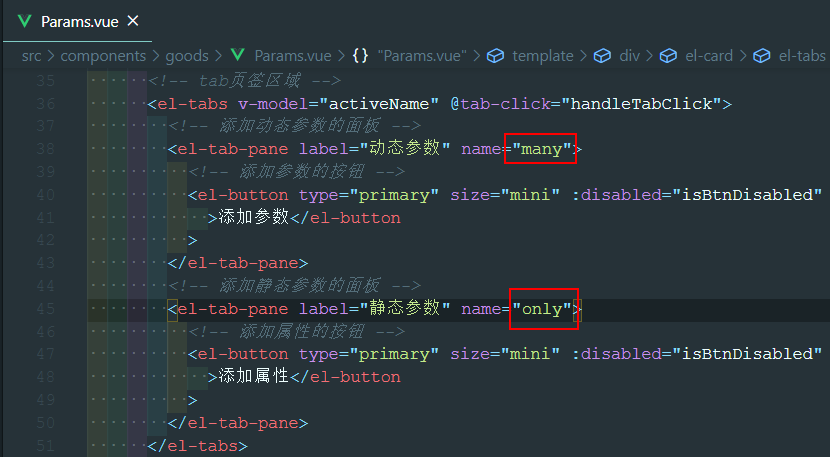 Params.vue ✕
src > components > goods > Params.vue > {} "Params.vue" > template > div > el-card > el-tabs
35 <!-- tab页签区域 -->
36 <el-tabs v-model="activeName" @tab-click="handleTabClick">
37 <!-- 添加动态参数的面板 -->
38 <el-tab-pane label="动态参数" name="many">
39 <!-- 添加参数的按钮 -->
40 <el-button type="primary" size="mini" :disabled="isBtnDisabled"
41 >添加参数</el-button
42 >
43 </el-tab-pane>
44 <!-- 添加静态参数的面板 -->
45 <el-tab-pane label="静态参数" name="only">
46 <!-- 添加属性的按钮 -->
47 <el-button type="primary" size="mini" :disabled="isBtnDisabled"
48 >添加属性</el-button
49 >
50 </el-tab-pane>
51 </el-tabs>